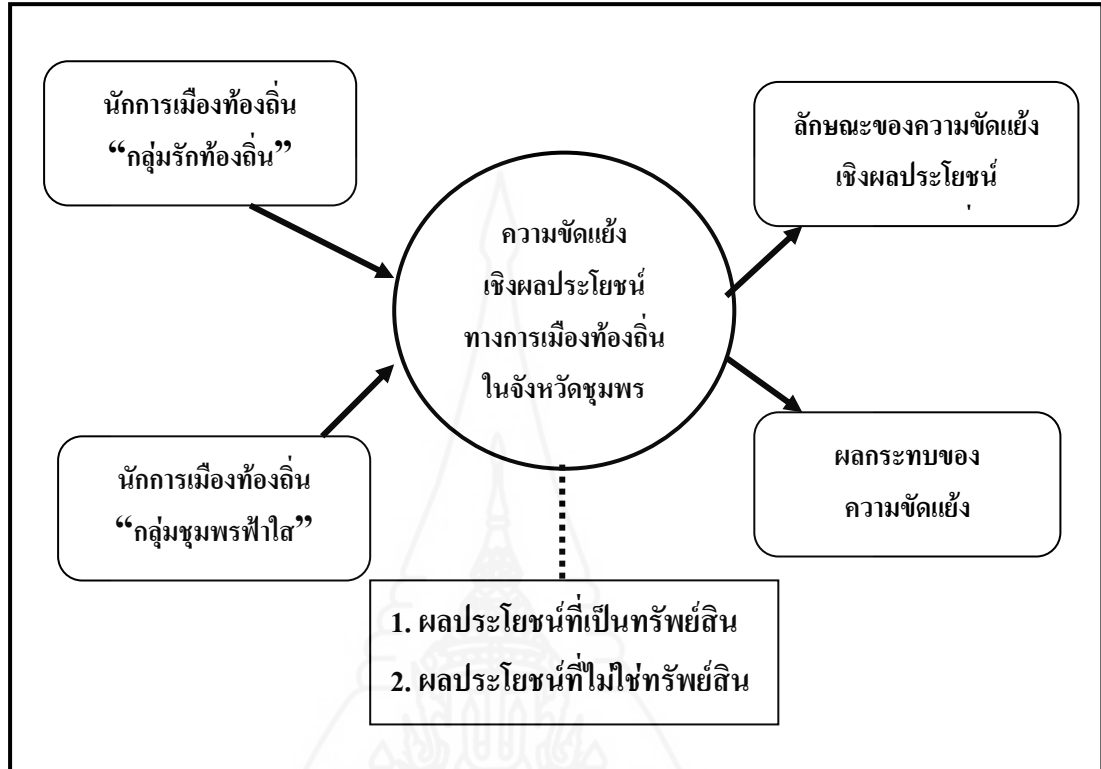 นักการเมืองท้องถิ่น
“กลุ่มรักท้องถิ่น”
ลักษณะของความขัดแย้ง
เชิงผลประโยชน์
ความขัดแย้ง
เชิงผลประโยชน์
ทางการเมืองท้องถิ่น
ในจังหวัดชุมพร
นักการเมืองท้องถิ่น
“กลุ่มชุมพรฟ้าใส”
ผลกระทบของ
ความขัดแย้ง
1. ผลประโยชน์ที่เป็นทรัพย์สิน
2. ผลประโยชน์ที่ไม่ใช่ทรัพย์สิน